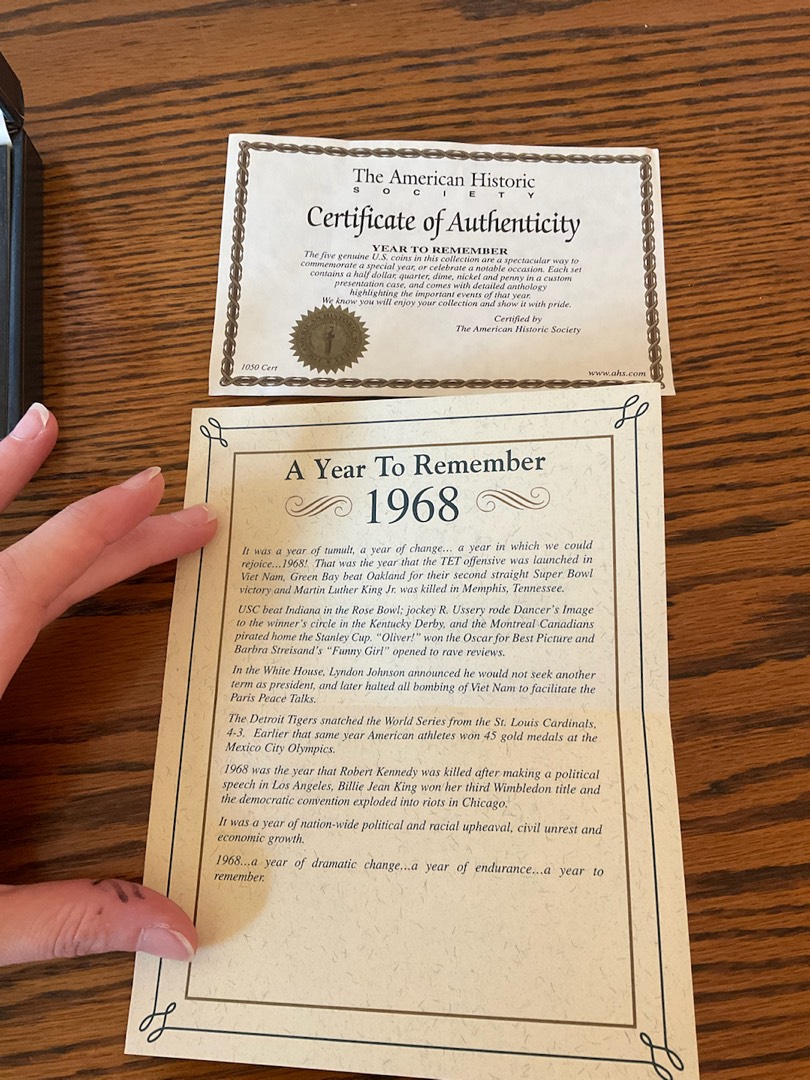 The American Historic
SOCIETY
Certificate of Authenticity
YEAR TO REMEMBER
The five genuine U.S. coins in this collection are a spectacular way to
commemorate a special year, or celebrate a notable occasion. Each set
contains a half dollar, quarter, dime, nickel and penny in a custom
presentation case, and comes with detailed anthology
highlighting the important events of that year.
We know you will enjoy your collection and show it with pride.
Certified by
The American Historic Society
1050 Cert
www.ahs.com
A Year To Remember
1968
It was a year of tumult, a year of change... a year in which we could
rejoice...1968! That was the year that the TET offensive was launched in
Viet Nam, Green Bay beat Oakland for their second straight Super Bowl
victory and Martin Luther King Jr. was killed in Memphis, Tennessee.
USC beat Indiana in the Rose Bowl; jockey R. Ussery rode Dancer's Image
to the winner's circle in the Kentucky Derby, and the Montreal Canadians
pirated home the Stanley Cup. "Oliver!" won the Oscar for Best Picture and
Barbra Streisand's "Funny Girl" opened to rave reviews.
In the White House, Lyndon Johnson announced he would not seek another
term as president, and later halted all bombing of Viet Nam to facilitate the
Paris Peace Talks.
The Detroit Tigers snatched the World Series from the St. Louis Cardinals,
4-3. Earlier that same year American athletes won 45 gold medals at the
Mexico City Olympics.
1968 was the year that Robert Kennedy was killed after making a political
speech in Los Angeles, Billie Jean King won her third Wimbledon title and
the democratic convention exploded into riots in Chicago.
It was a year of nation-wide political and racial upheaval, civil unrest and
economic growth.
1968...a year of dramatic change...a year of endurance...a year to
remember.